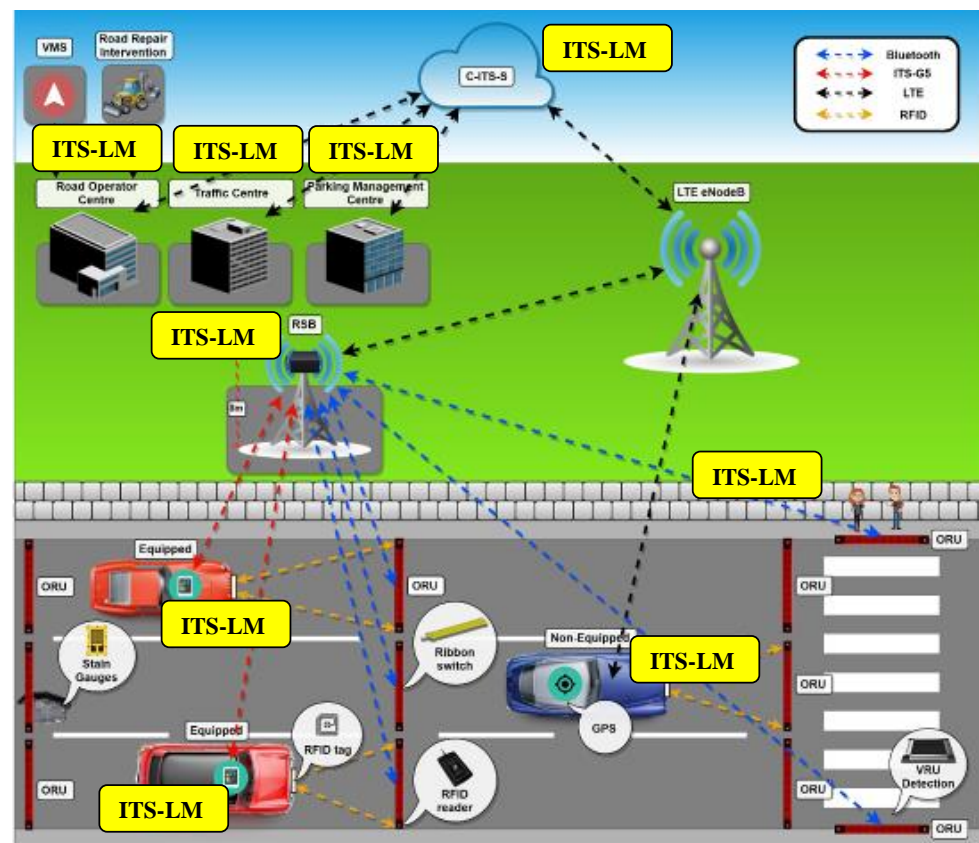 VMS
Road Repair
Intervention
ITS-LM
C-ITS-S
Bluetooth
ITS-G5
LTE
RFID
ITS-LM
ITS-LM
ITS-LM
Road Operator
Centre
Traffic Centre
Parking Management
Centre
LTE eNodeB
ITS-LM
RSB
8m
ITS-LM
Equipped
ORU
ORU
ORU
ORU
ITS-LM
Stain
Gauges
Ribbon
switch
Non-Equipped
ITS-LM
ORU
GPS
Equipped
RFID tag
ORU
ITS-LM
RFID
reader
ORU
VRU
Detection
ORU